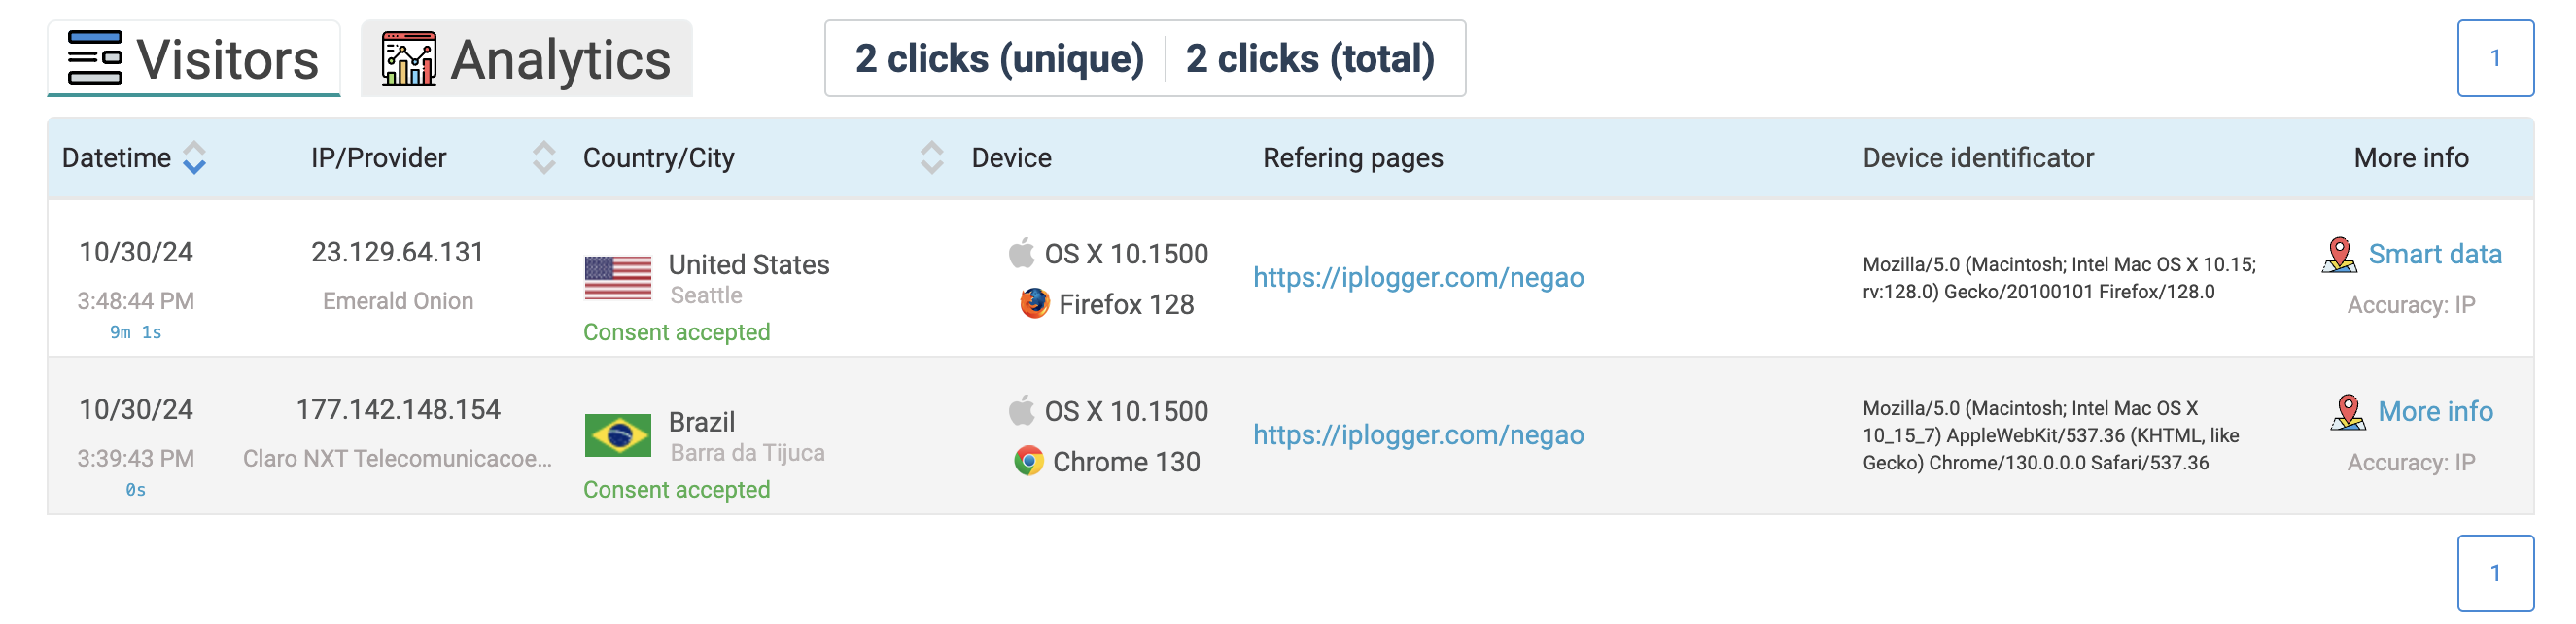 Visitors Analytics 2 clicks (unique) 2 clicks (total) 1
Datetime IP/Provider Country/City Device Refering pages Device identificator More info
10/30/24 23.129.64.131 United States OS X 10.1500 https://iplogger.com/negao Mozilla/5.0 (Macintosh; Intel Mac OS X 10.15; Smart data
3:48:44 PM Emerald Onion Seattle Firefox 128 rv:128.0) Gecko/20100101 Firefox/128.0 Accuracy: IP
9m 1s Consent accepted
10/30/24 177.142.148.154 Brazil OS X 10.1500 https://iplogger.com/negao Mozilla/5.0 (Macintosh; Intel Mac OS X More info
3:39:43 PM Claro NXT Telecomunicacoe... Barra da Tijuca Chrome 130 10_15_7) AppleWebKit/537.36 (KHTML, like Accuracy: IP
0s Consent accepted Gecko) Chrome/130.0.0.0 Safari/537.36
1